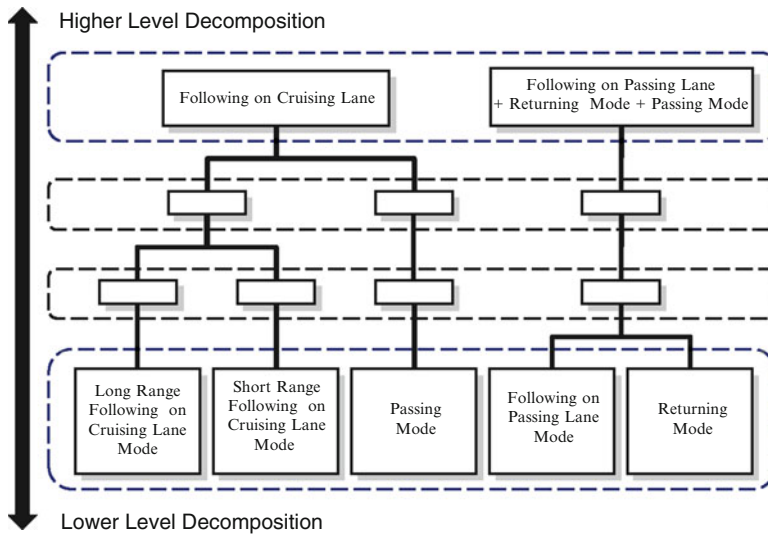 Higher Level Decomposition
Following on Cruising Lane
Following on Passing Lane
+ Returning Mode + Passing Mode
Long Range
Following on
Cruising Lane
Mode
Short Range
Following on
Cruising Lane
Mode
Passing
Mode
Following on
Passing Lane
Mode
Returning
Mode
Lower Level Decomposition